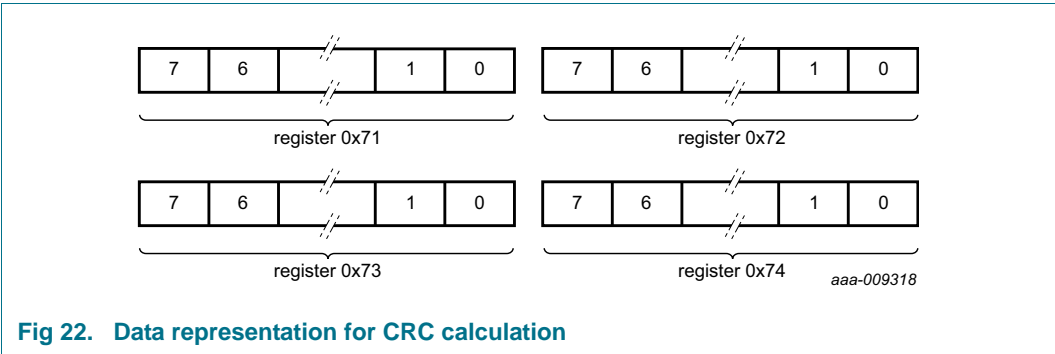 7 6 1 0 7 6 1 0
register 0x71 register 0x72
7 6 1 0 7 6 1 0
register 0x73 register 0x74
aaa-009318
Fig 22. Data representation for CRC calculation